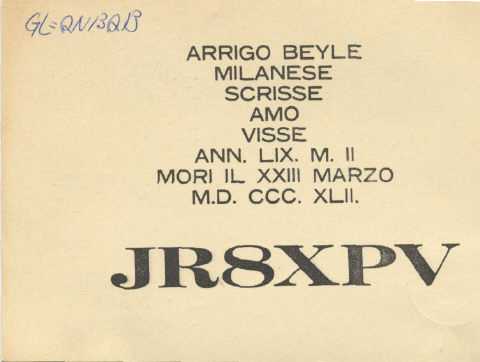 GL=QN13QB
ARRIGO BEYLE
MILANESE
SCRISSE
AMO
VISSE
ANN. LIX. M. II
MORI IL XXIII MARZO
M.D. CCC. XLII.
JR8XPV